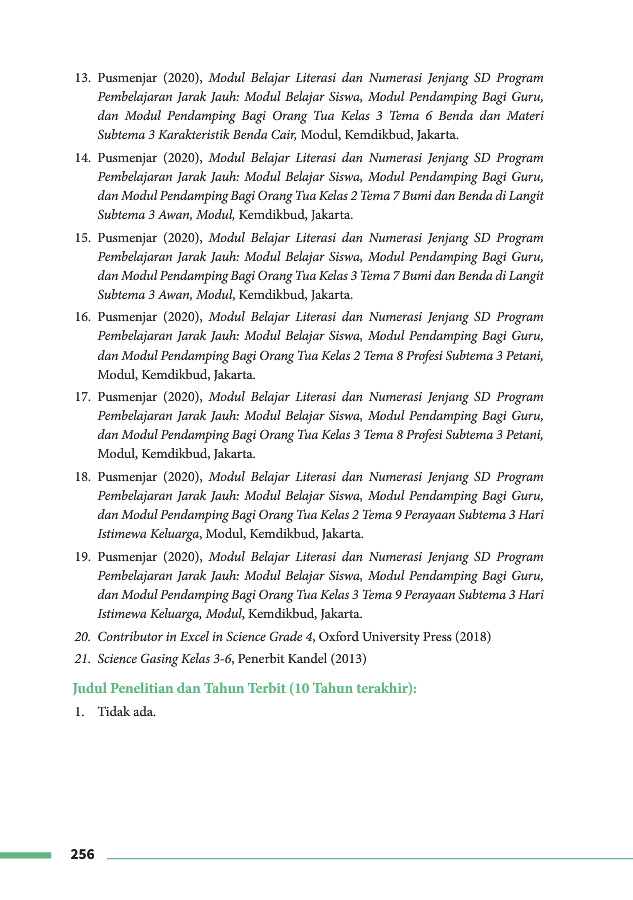 13. Pusmenjar (2020), Modul Belajar Literasi dan Numerasi Jenjang SD Program
Pembelajaran Jarak Jauh: Modul Belajar Siswa, Modul Pendamping Bagi Guru,
dan Modul Pendamping Bagi Orang Tua Kelas 3 Tema 6 Benda dan Materi
Subtema 3 Karakteristik Benda Cair, Modul, Kemdikbud, Jakarta.
14. Pusmenjar (2020), Modul Belajar Literasi dan Numerasi Jenjang SD Program
Pembelajaran Jarak Jauh: Modul Belajar Siswa, Modul Pendamping Bagi Guru,
dan Modul Pendamping Bagi Orang Tua Kelas 2 Tema 7 Bumi dan Benda di Langit
Subtema 3 Awan, Modul, Kemdikbud, Jakarta.
15. Pusmenjar (2020), Modul Belajar Literasi dan Numerasi Jenjang SD Program
Pembelajaran Jarak Jauh: Modul Belajar Siswa, Modul Pendamping Bagi Guru,
dan Modul Pendamping Bagi Orang Tua Kelas 3 Tema 7 Bumi dan Benda di Langit
Subtema 3 Awan, Modul, Kemdikbud, Jakarta.
16. Pusmenjar (2020), Modul Belajar Literasi dan Numerasi Jenjang SD Program
Pembelajaran Jarak Jauh: Modul Belajar Siswa, Modul Pendamping Bagi Guru,
dan Modul Pendamping Bagi Orang Tua Kelas 2 Tema 8 Profesi Subtema 3 Petani,
Modul, Kemdikbud, Jakarta.
17. Pusmenjar (2020), Modul Belajar Literasi dan Numerasi Jenjang SD Program
Pembelajaran Jarak Jauh: Modul Belajar Siswa, Modul Pendamping Bagi Guru,
dan Modul Pendamping Bagi Orang Tua Kelas 3 Tema 8 Profesi Subtema 3 Petani,
Modul, Kemdikbud, Jakarta.
18. Pusmenjar (2020), Modul Belajar Literasi dan Numerasi Jenjang SD Program
Pembelajaran Jarak Jauh: Modul Belajar Siswa, Modul Pendamping Bagi Guru,
dan Modul Pendamping Bagi Orang Tua Kelas 2 Tema 9 Perayaan Subtema 3 Hari
Istimewa Keluarga, Modul, Kemdikbud, Jakarta.
19. Pusmenjar (2020), Modul Belajar Literasi dan Numerasi Jenjang SD Program
Pembelajaran Jarak Jauh: Modul Belajar Siswa, Modul Pendamping Bagi Guru,
dan Modul Pendamping Bagi Orang Tua Kelas 3 Tema 9 Perayaan Subtema 3 Hari
Istimewa Keluarga, Modul, Kemdikbud, Jakarta.
20. Contributor in Excel in Science Grade 4, Oxford University Press (2018)
21. Science Gasing Kelas 3-6, Penerbit Kandel (2013)
Judul Penelitian dan Tahun Terbit (10 Tahun terakhir):
1. Tidak ada.
256